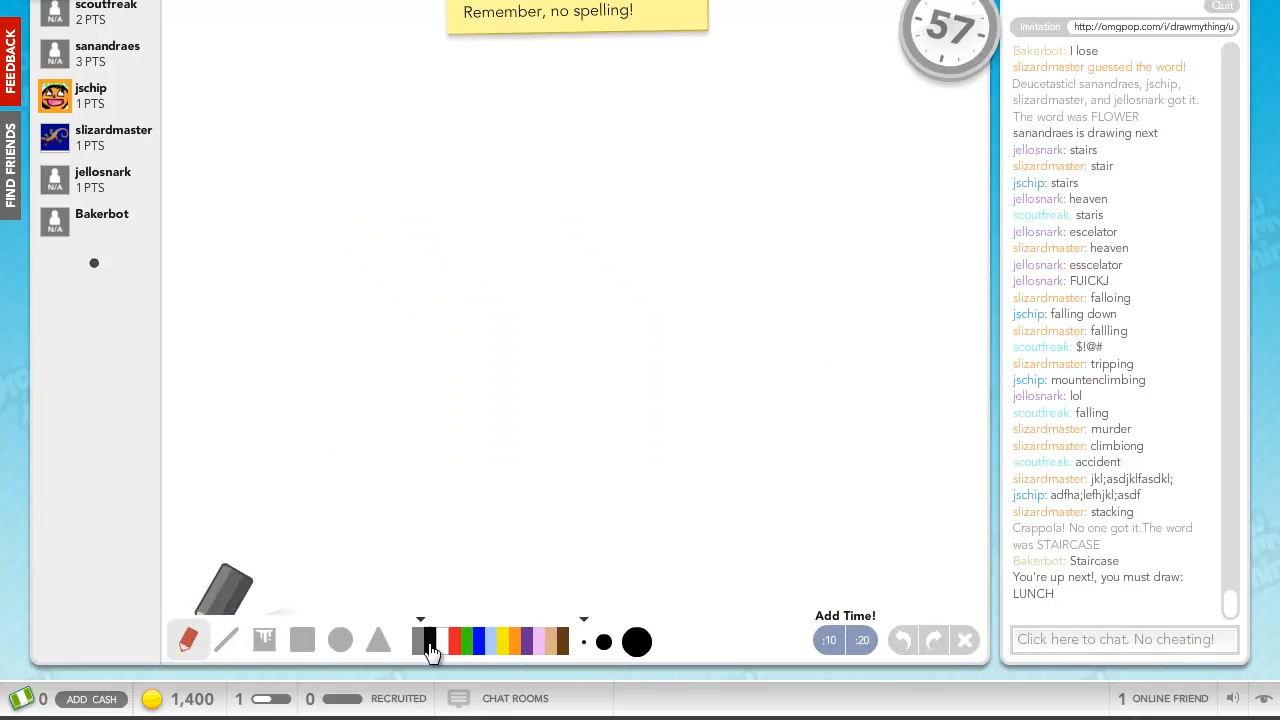 FEEDBACK
FIND FRIENDS
scoutfreak
2 PTS
N/A
sanandraes
3 PTS
jschip
1 PTS
slizardmaster
1 PTS
N/A
jellosnark
1 PTS
N/A
Bakerbot
Remember, no spelling!
57
Quit
Invitation http://omgpop.com/i/drawmything/u
Bakerbot: I lose
slizardmaster guessed the word!
Deucetastic! sanandraes, jschip,
slizardmaster, and jellosnark got it.
The word was FLOWER
sanandraes is drawing next
jellosnark: stairs
slizardmaster: stair
jschip: stairs
jellosnark: heaven
scoutfreak: staris
jellosnark: escelator
slizardmaster: heaven
jellosnark: esscelator
jellosnark: FUICKJ
slizardmaster: falloing
jschip: falling down
slizardmaster: fallling
scoutfreak: $!@#
slizardmaster: tripping
jschip: mountenclimbing
jellosnark: lol
scoutfreak: falling
slizardmaster: murder
slizardmaster: climbiong
scoutfreak: accident
slizardmaster: jkl;asdjklfasdkl;
jschip: adfha;lefhjkl;asdf
slizardmaster: stacking
Crappola! No one got it.The word
was STAIRCASE
Bakerbot: Staircase
You're up next!, you must draw:
LUNCH
Click here to chat. No cheating!
Add Time!
:10 :20
0 ADD CASH 1,400 1 0 RECRUITED CHAT ROOMS 1 ONLINE FRIEND